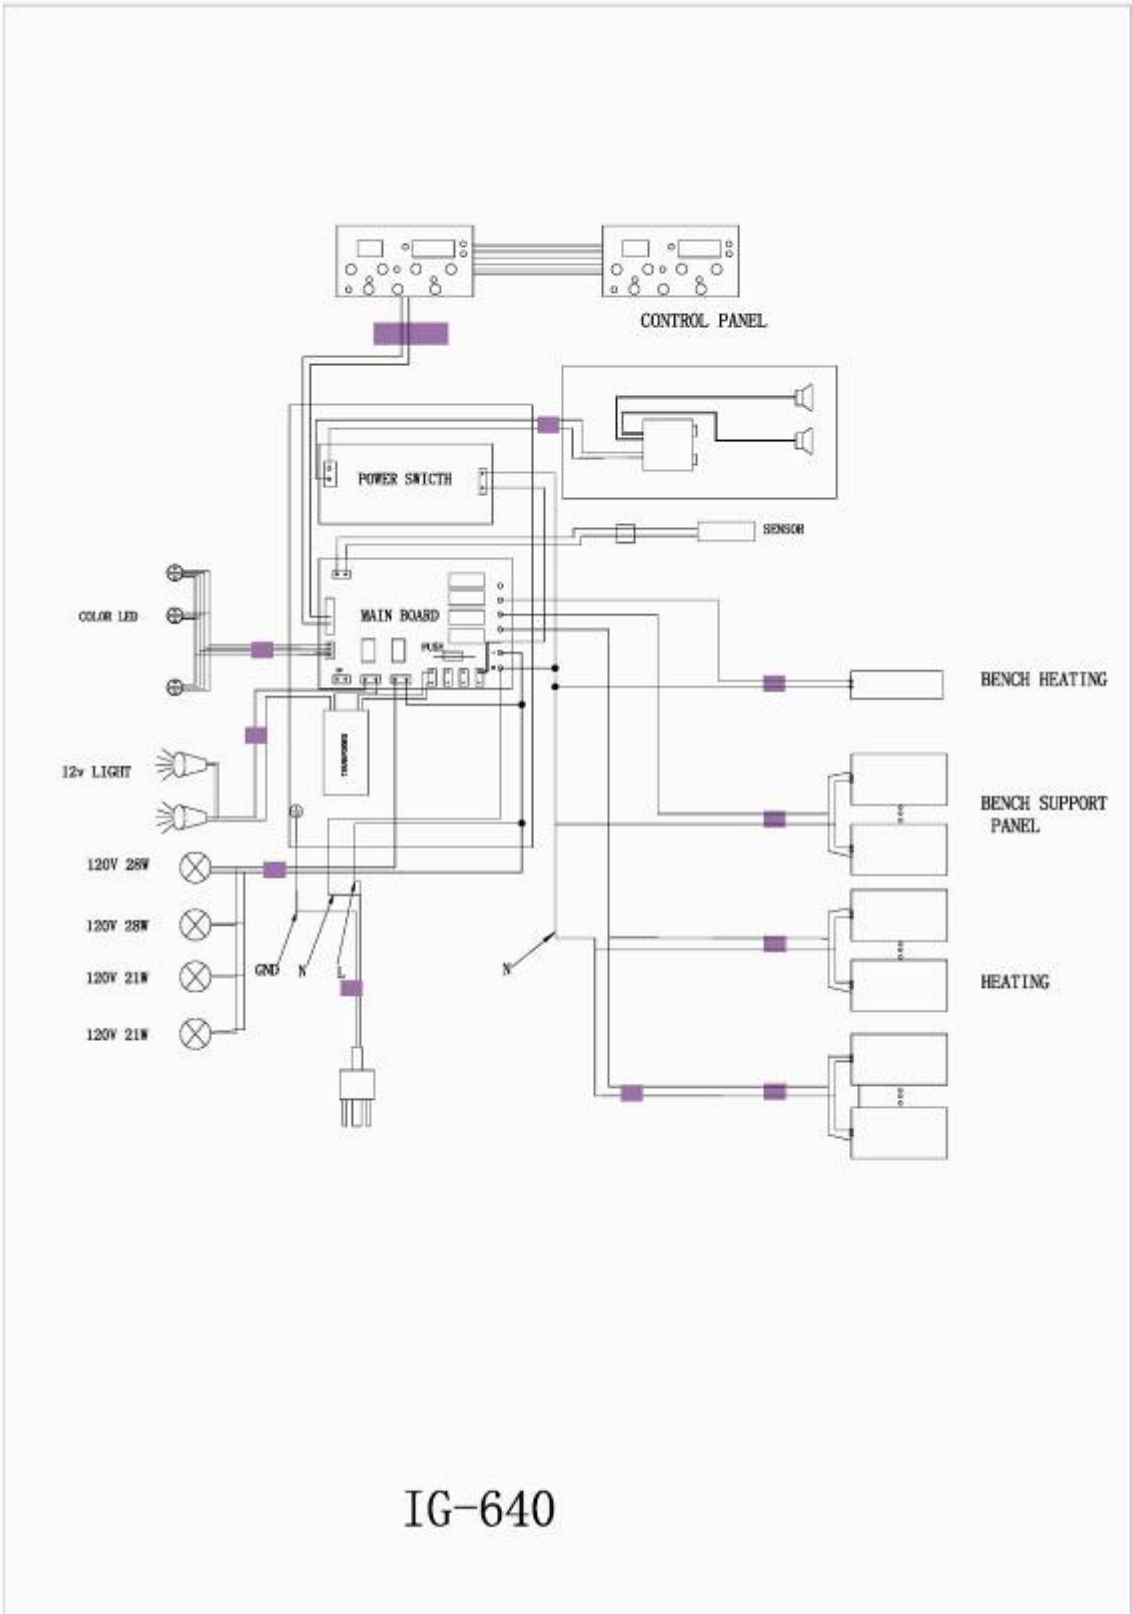 CONTROL PANEL
POWER SWICTH
SENSOR
COLOR LED
MAIN BOARD
BENCH HEATING
12v LIGHT
BENCH SUPPORT
PANEL
120V 28W
120V 28W
120V 21W
120V 21W
GND
N
L
N
HEATING
IG-640